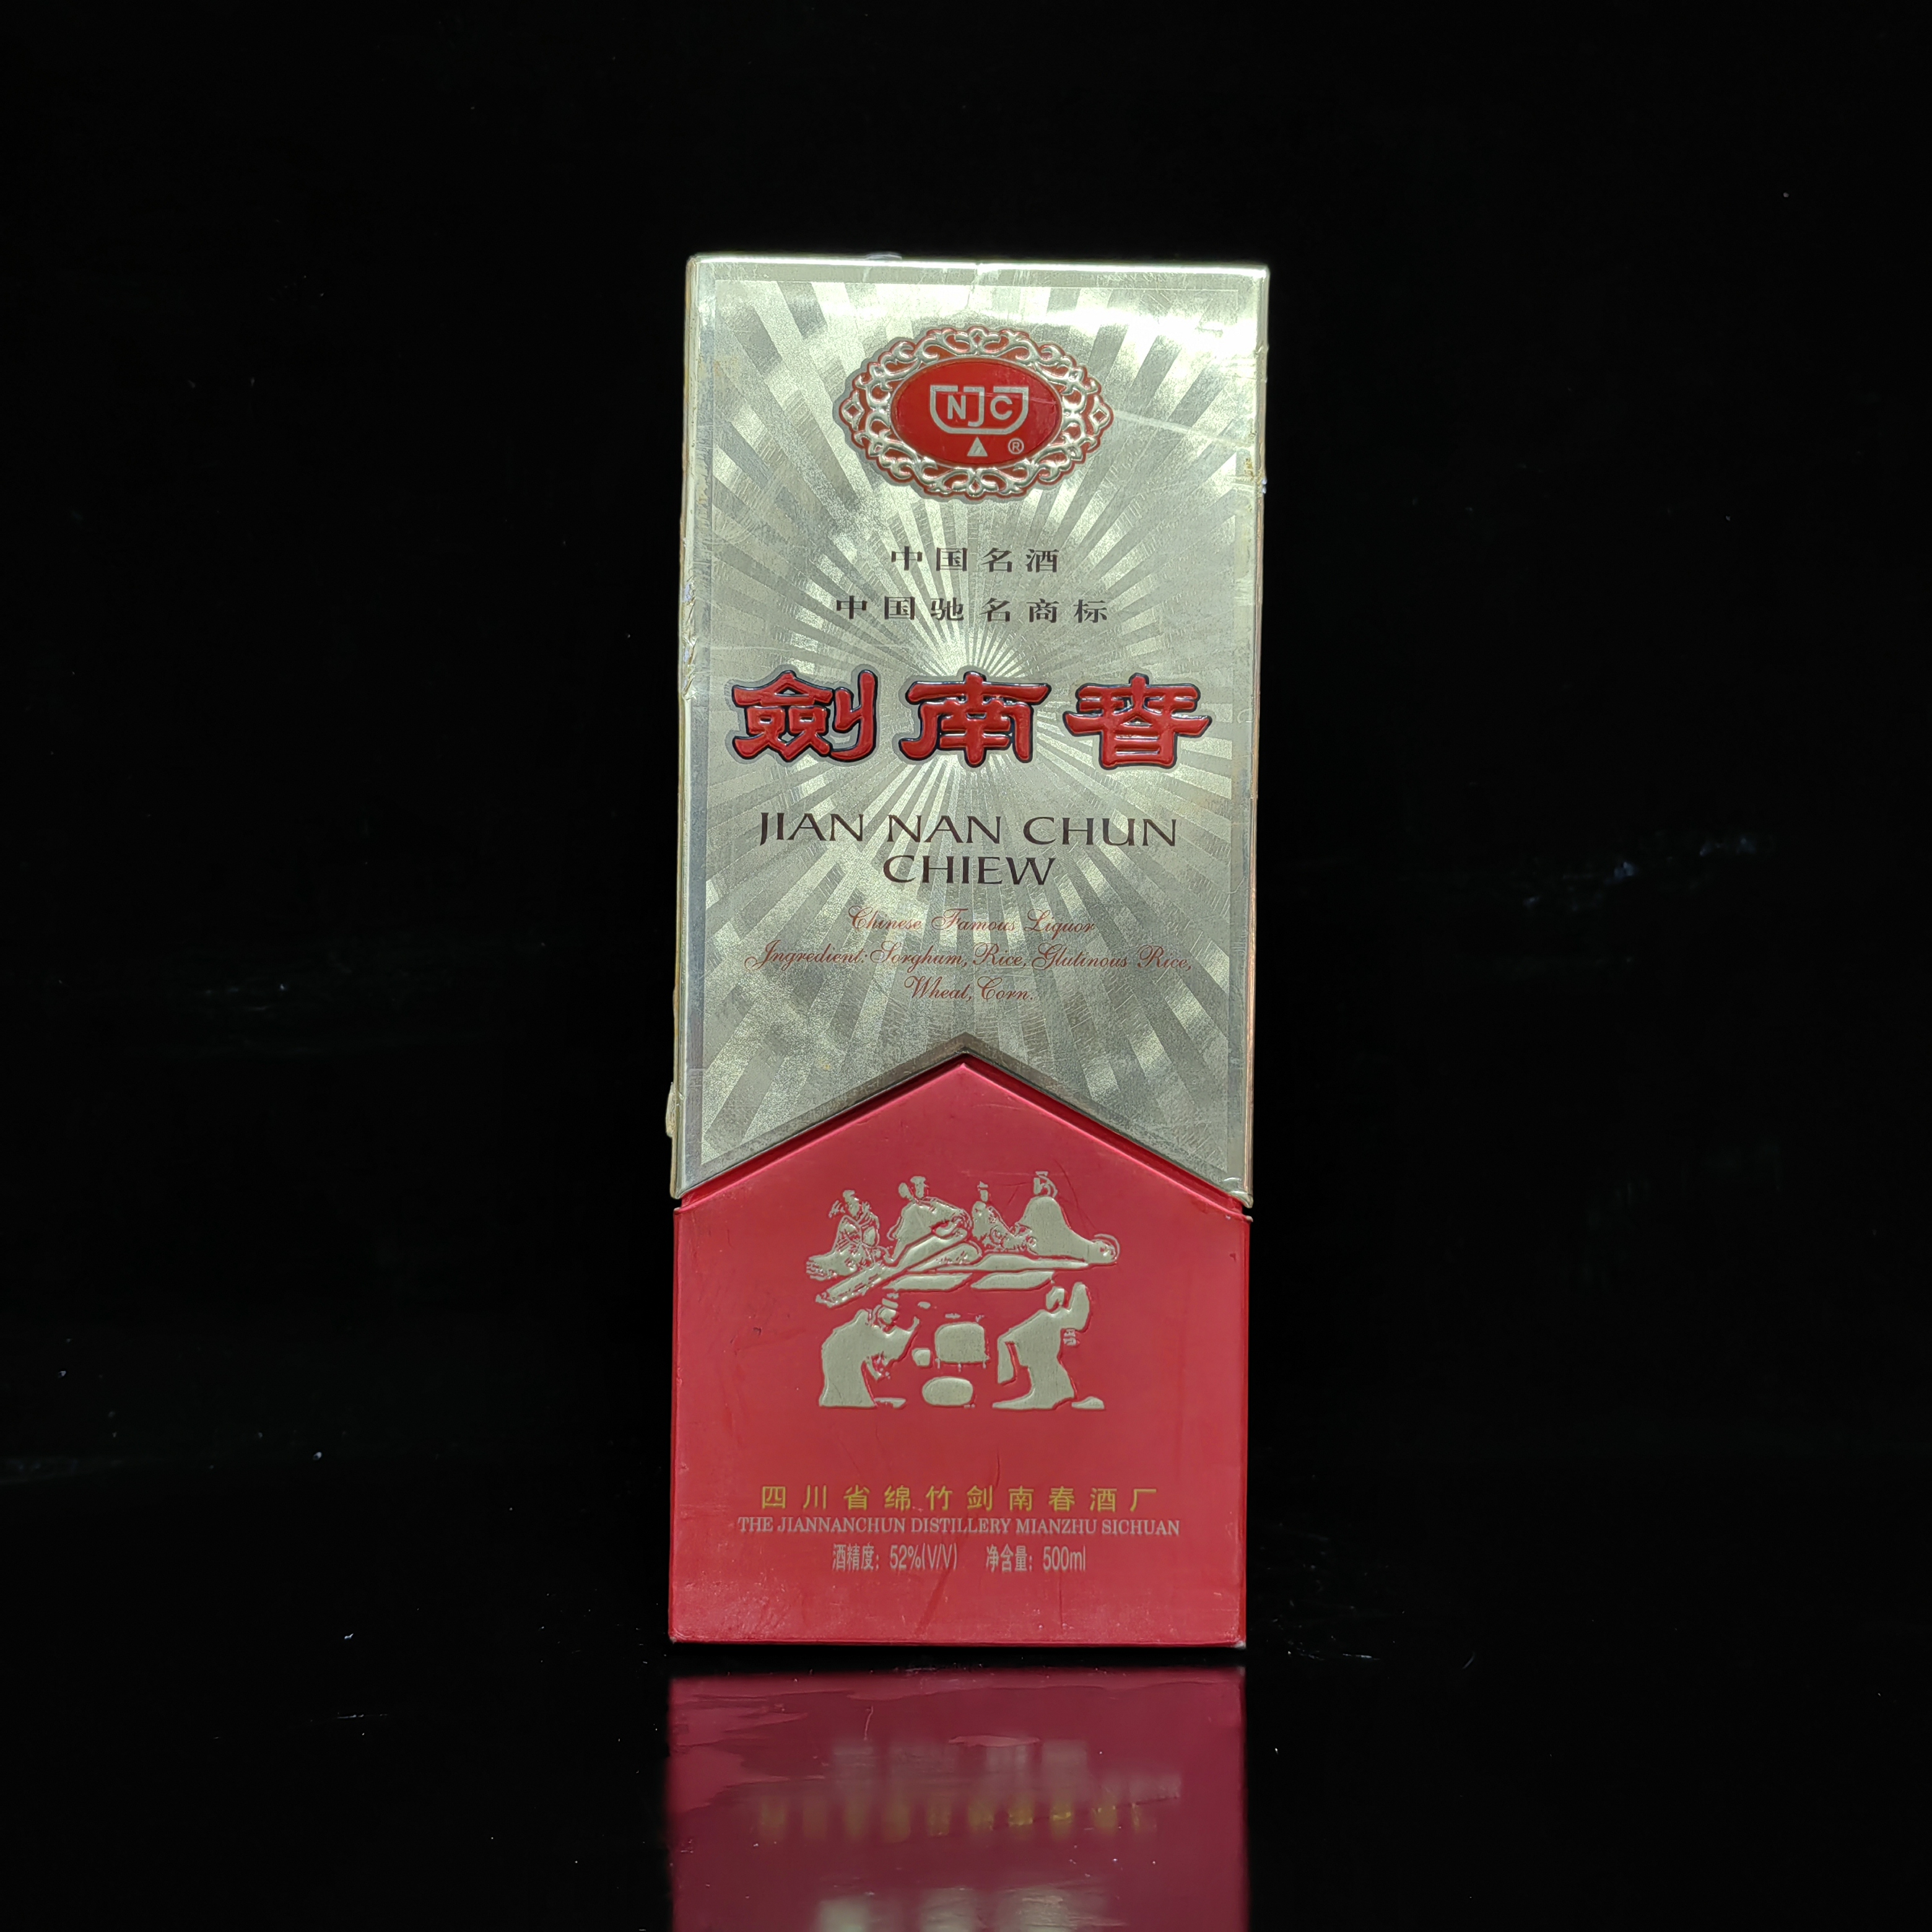 NJC
®
中国名酒
中国驰名商标
劍南春
JIAN NAN CHUN
CHIEW
Chinese Famous Liquor
Ingredient: Sorghum, Rice, Glutinous Rice,
Wheat, Corn.
四川省绵竹剑南春酒厂
THE JIANNANCHUN DISTILLERY MIANZHU SICHUAN
酒精度：52%(V/V) 净含量：500ml